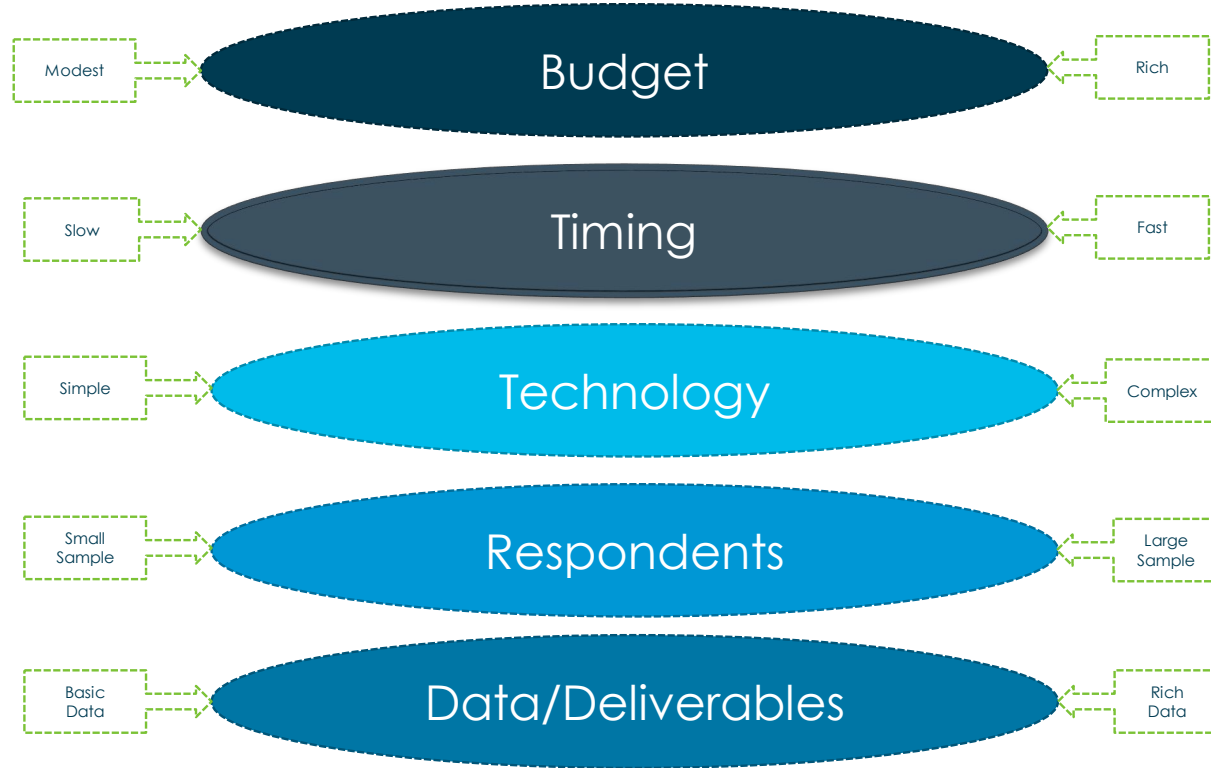 Modest
Budget
Rich
Slow
Timing
Fast
Simple
Technology
Complex
Small
Sample
Respondents
Large
Sample
Basic
Data
Data/Deliverables
Rich
Data